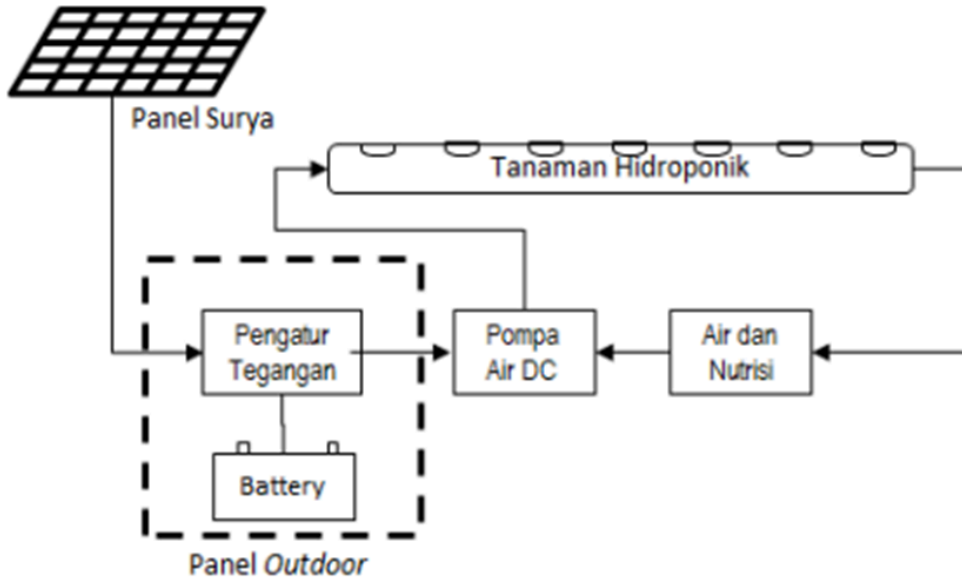 Panel Surya
Tanaman Hidroponik
Pengatur
Tegangan
Pompa
Air DC
Air dan
Nutrisi
Battery
Panel Outdoor